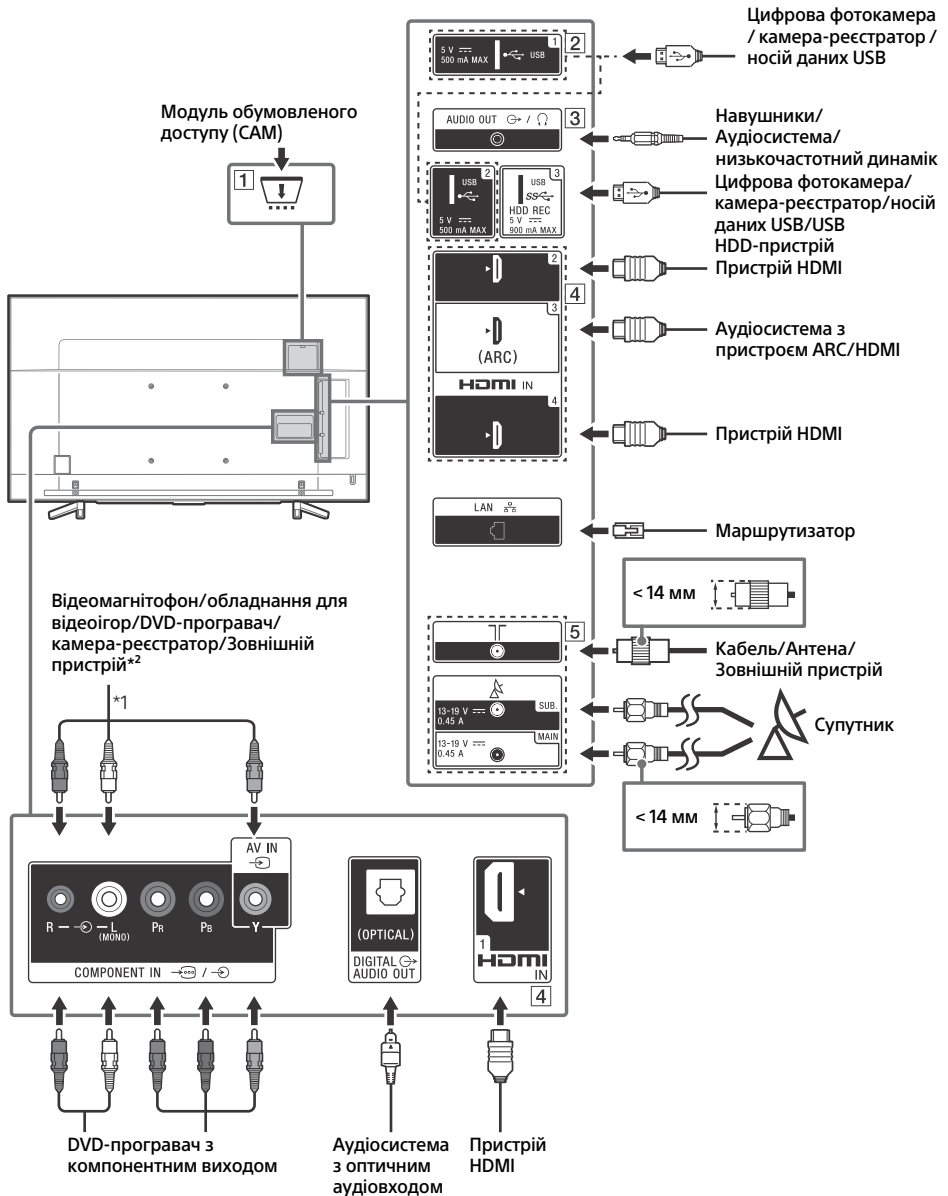 Цифрова фотокамера
/ камера-реєстратор /
носій даних USB
5 V
500 mA MAX
USB
1
2
Модуль обумовленого
доступу (CAM)
1
AUDIO OUT /
3
Навушники/
Аудіосистема/
низькочастотний динамік
USB
2
5 V
500 mA MAX
USB
3
SS
HDD REC
5 V
900 mA MAX
Цифрова фотокамера/
камера-реєстратор/носій
даних USB/USB
HDD-пристрій
2
4
Пристрій HDMI
3
(ARC)
Аудіосистема з
пристроєм ARC/HDMI
HDMI IN
4
Пристрій HDMI
LAN
Маршрутизатор
< 14 мм
5
Кабель/Антена/
Зовнішній пристрій
13-19 V
0.45 A
SUB.
13-19 V
0.45 A
MAIN
Супутник
< 14 мм
Відеомагнітофон/обладнання для
відеоігор/DVD-програвач/
камера-реєстратор/Зовнішній
пристрій*2
*1
AV IN
R — — L
(MONO)
PR
PB
Y
COMPONENT IN /
(OPTICAL)
DIGITAL
AUDIO OUT
1
HDMI
IN
4
DVD-програвач з
компонентним виходом
Аудіосистема
з оптичним
аудіовходом
Пристрій
HDMI